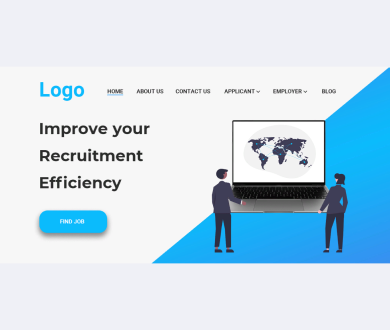 Logo
HOME ABOUT US CONTACT US APPLICANT EMPLOYER BLOG
Improve your
Recruitment
Efficiency
FIND JOB